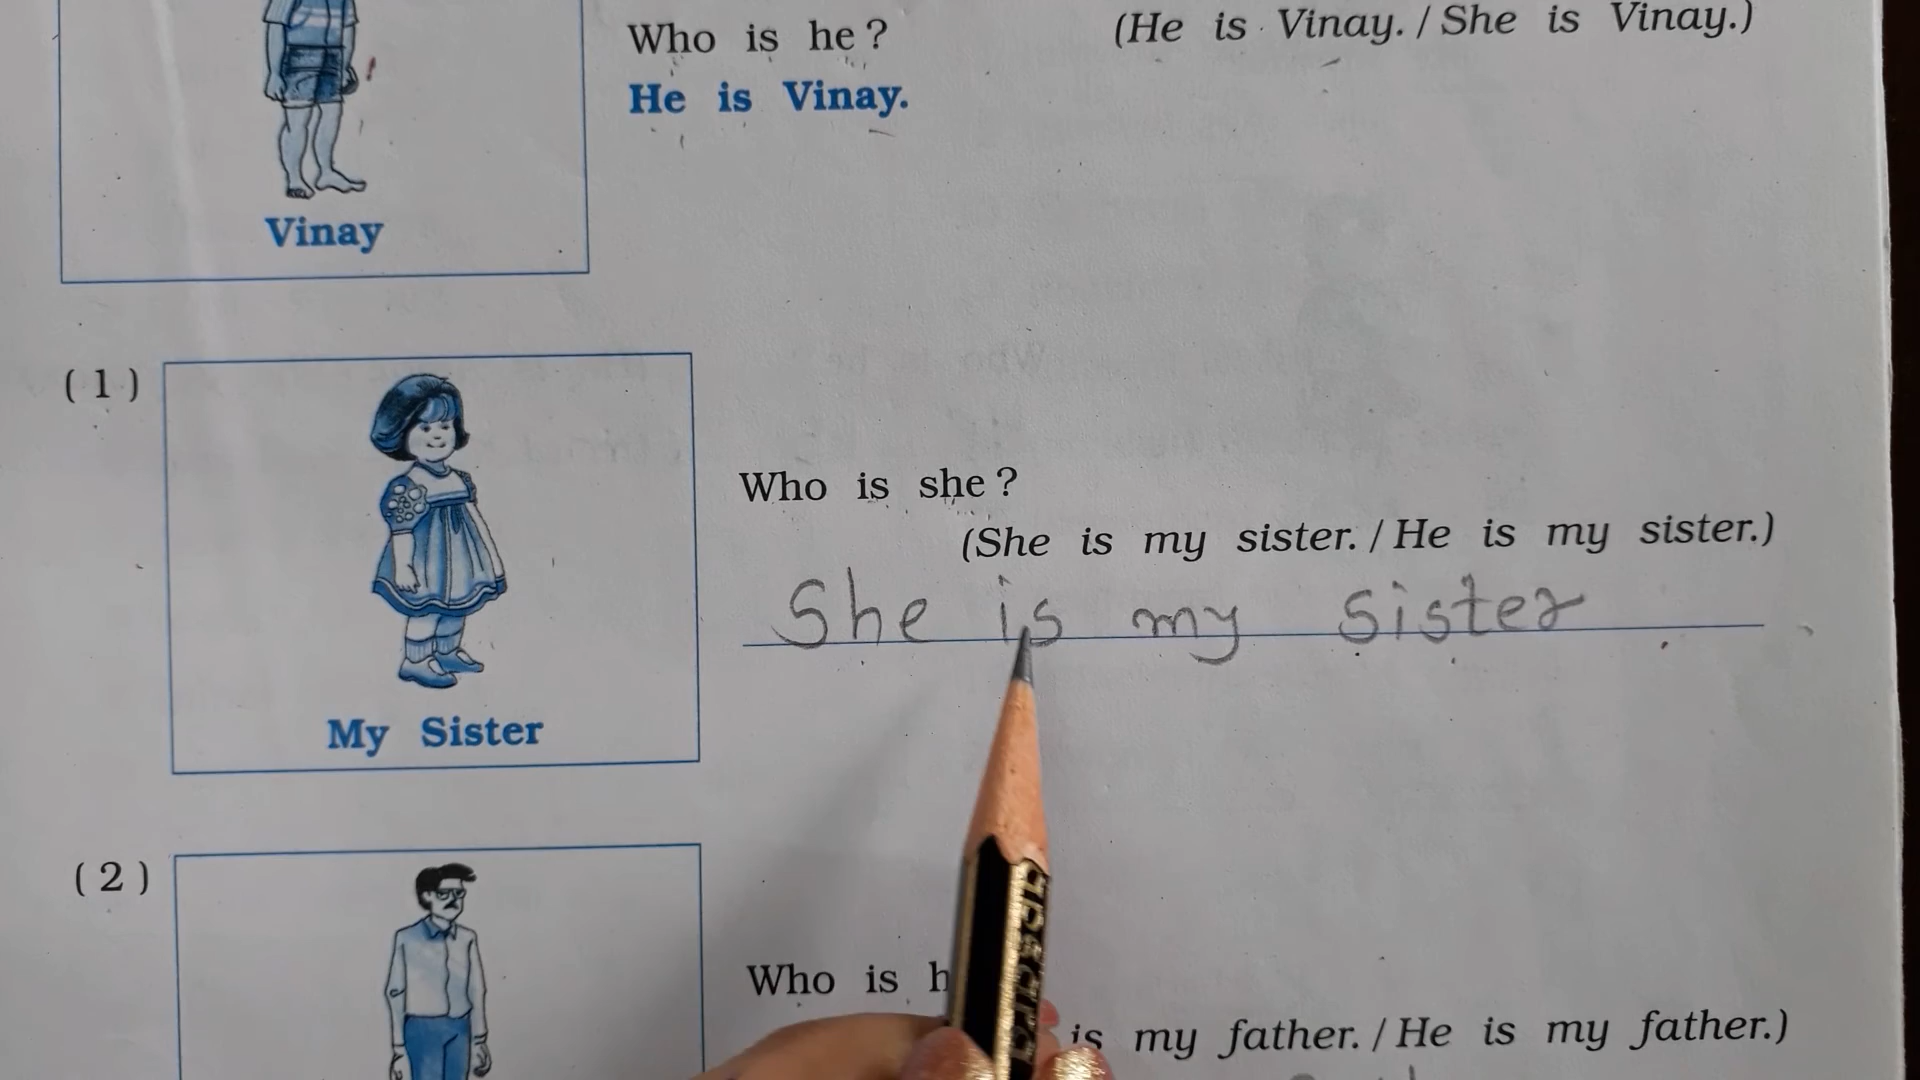 Who is he?
(He is Vinay. / She is Vinay.)
He is Vinay.
Vinay
(1)
Who is she?
(She is my sister. / He is my sister.)
She is my sister
My Sister
(2)
Who is
is my father. / He is my father.)